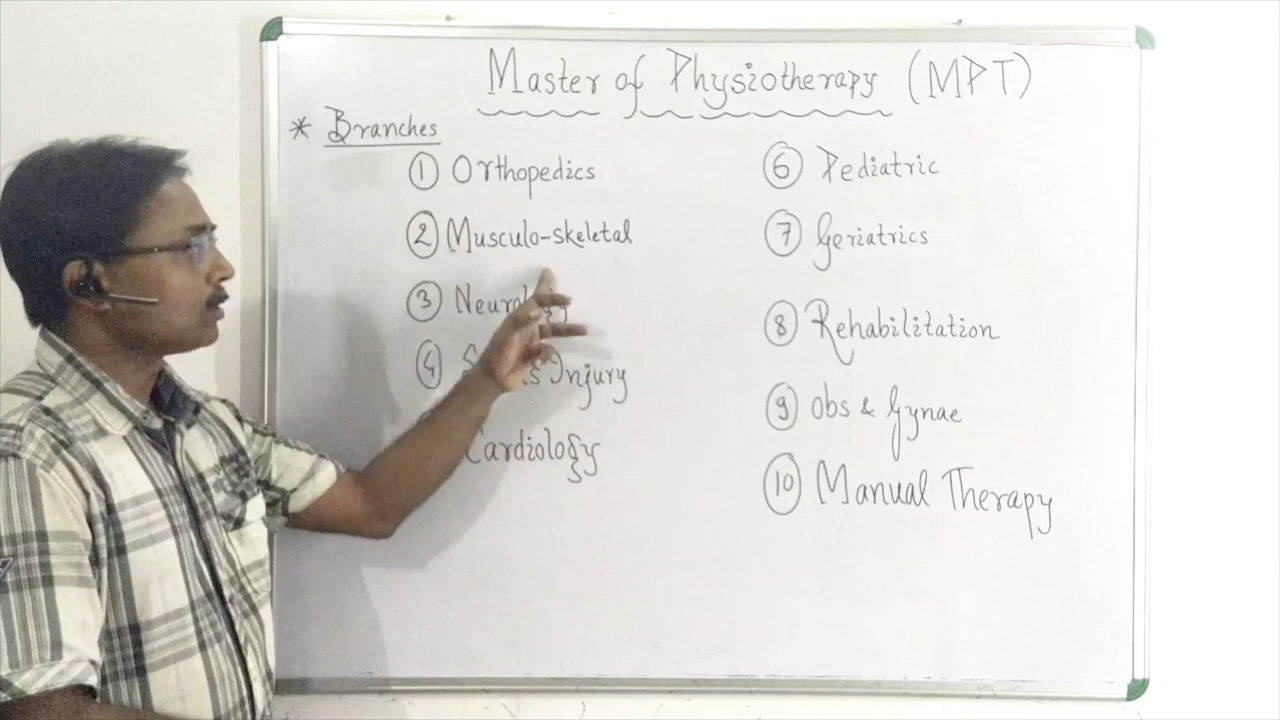 Master of Physiotherapy (MPT)
* Branches
1 Orthopedics
2 Musculo-skeletal
3
4 Injury
Cardiology
6 Pediatric
7 Geriatrics
8 Rehabilitation
9 Obs & Gynae
10 Manual Therapy